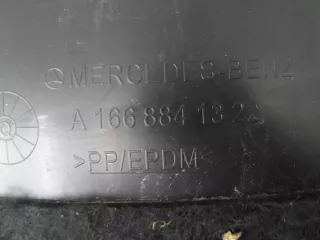 MERCEDES-BENZ
A 166 884 13 22
>PP/EPDM<